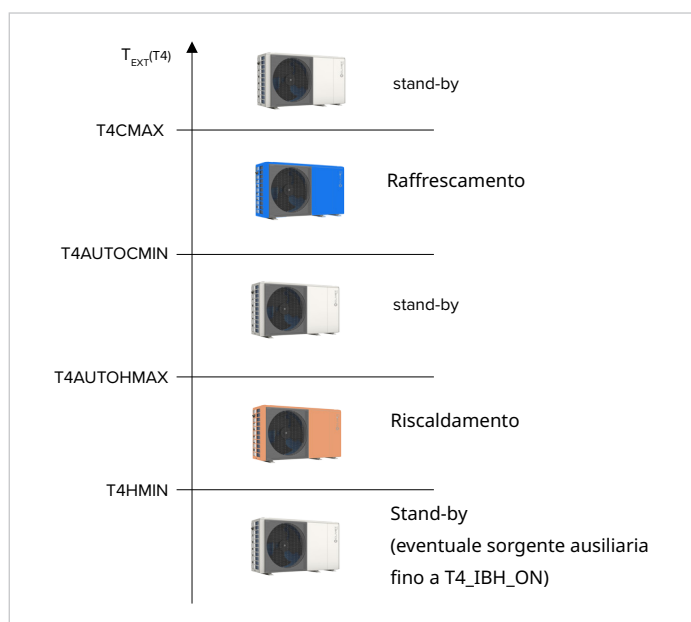 T_EXT(T4)
stand-by
T4CMAX
Raffrescamento
T4AUTOCMIN
stand-by
T4AUTOHMAX
Riscaldamento
T4HMIN
Stand-by
(eventuale sorgente ausiliaria
fino a T4_IBH_ON)